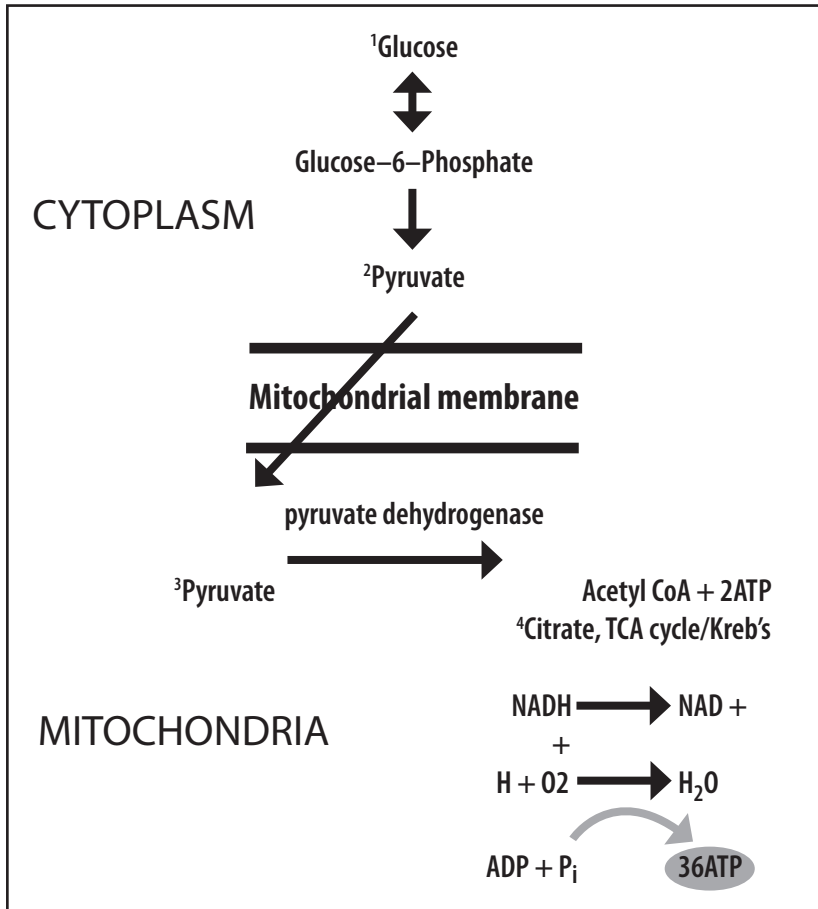 ¹Glucose
Glucose–6–Phosphate
CYTOPLASM
²Pyruvate
Mitochondrial membrane
pyruvate dehydrogenase
³Pyruvate
Acetyl CoA + 2ATP
⁴Citrate, TCA cycle/Kreb’s
NADH NAD +
MITOCHONDRIA
+
H + O2 H₂O
ADP + Pᵢ 36ATP